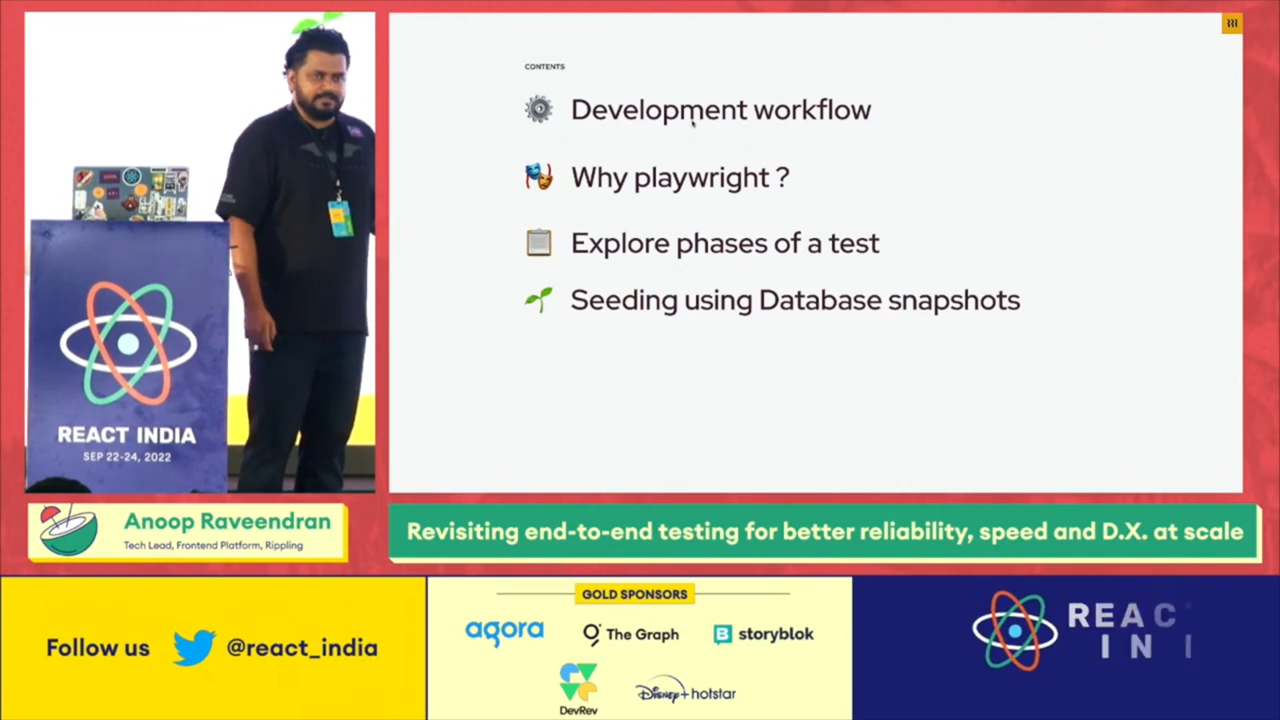 CONTENTS
Development workflow
Why playwright ?
Explore phases of a test
Seeding using Database snapshots
REACT INDIA
SEP 22-24, 2022
Anoop Raveendran
Tech Lead, Frontend Platform, Rippling
Revisiting end-to-end testing for better reliability, speed and D.X. at scale
Follow us @react_india
GOLD SPONSORS
agora The Graph storyblok
DevRev Disney+ hotstar
REAC
IN I